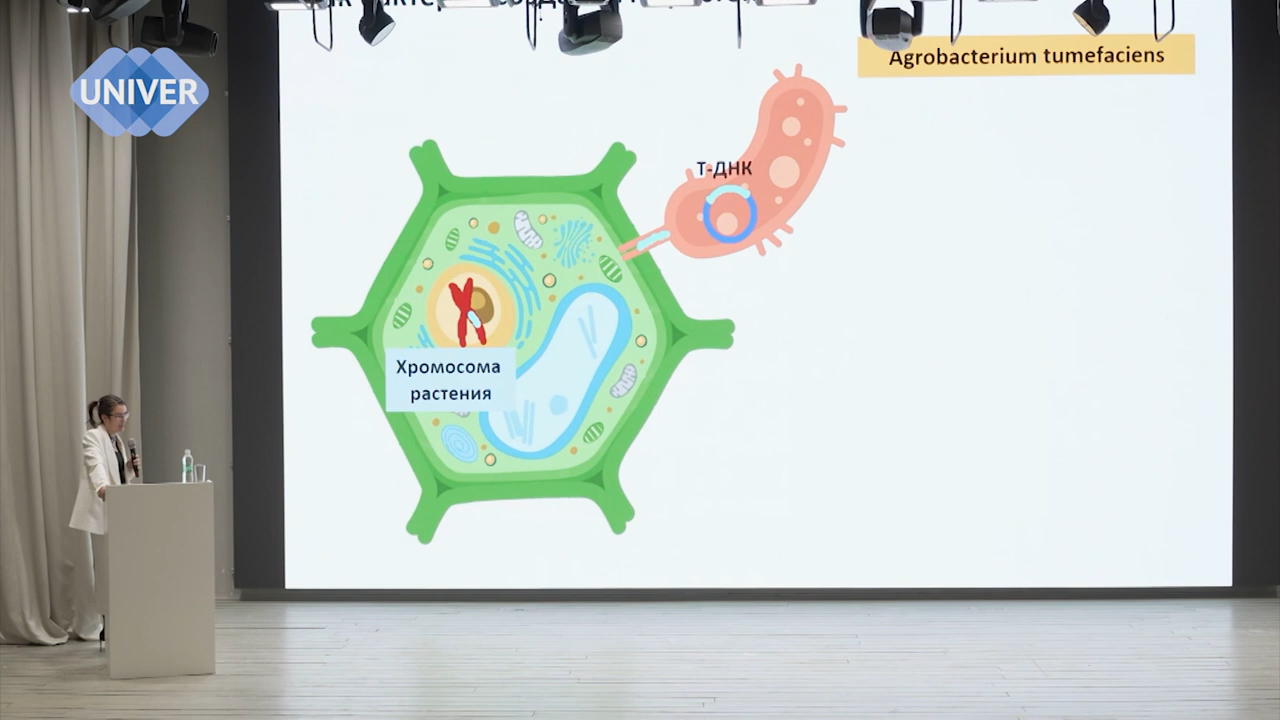 UNIVER
Agrobacterium tumefaciens
Т-ДНК
Хромосома
растения